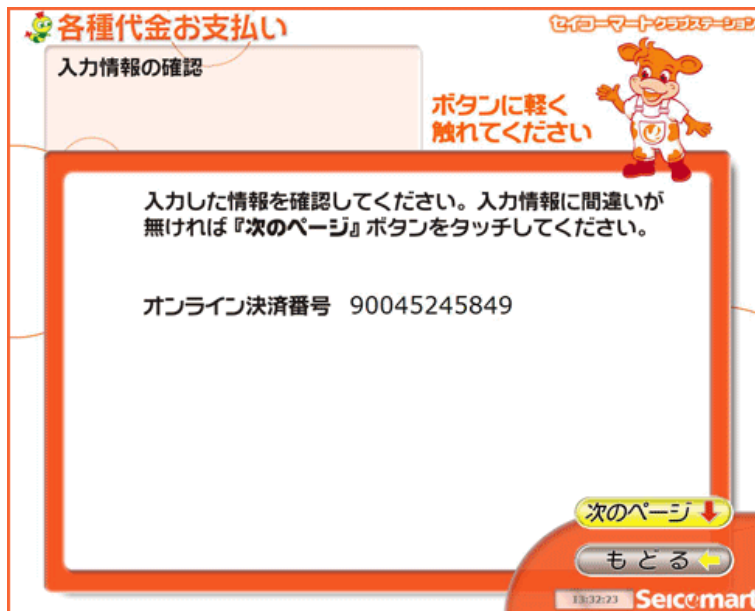 各種代金お支払い
セイコーマートクラブステーション
入力情報の確認
ボタンに軽く
触れてください
入力した情報を確認してください。入力情報に間違いが
無ければ『次のページ』ボタンをタッチしてください。
オンライン決済番号 90045245849
次のページ
もどる
13:32:23 Seicomart